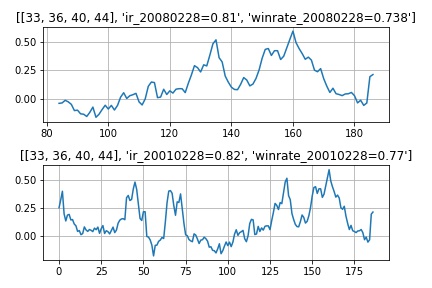 [[33, 36, 40, 44], 'ir_20080228=0.81', 'winrate_20080228=0.738']
0.50
0.25
0.00
80 100 120 140 160 180
[[33, 36, 40, 44], 'ir_20010228=0.82', 'winrate_20010228=0.77']
0.50
0.25
0.00
0 25 50 75 100 125 150 175